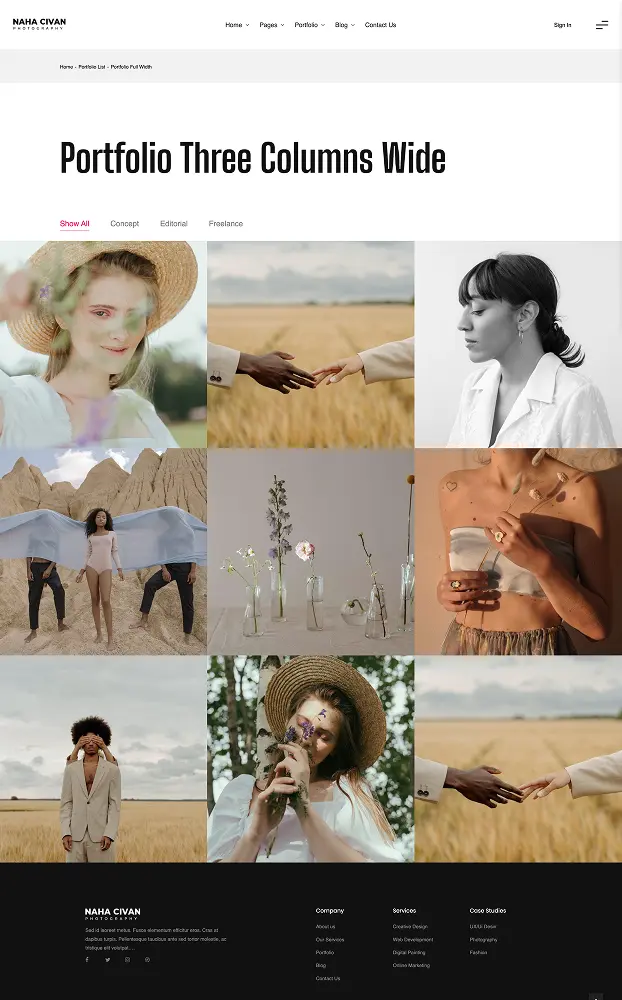 NAHA CIVAN
PHOTOGRAPHY
Home Pages Portfolio Blog Contact Us
Sign In
Home - Portfolio List - Portfolio Full Width
Portfolio Three Columns Wide
Show All Concept Editorial Freelance
NAHA CIVAN
PHOTOGRAPHY
Sed id laoreet metus. Fusce elementum efficitur eros. Cras at
dapibus turpis. Pellentesque faucibus ante sed tortor molestie, ac
tristique elit volutpat....
Company
About us
Our Services
Portfolio
Blog
Contact Us
Services
Creative Design
Web Development
Digital Painting
Online Marketing
Case Studies
UX/UI Desin
Photography
Fashion